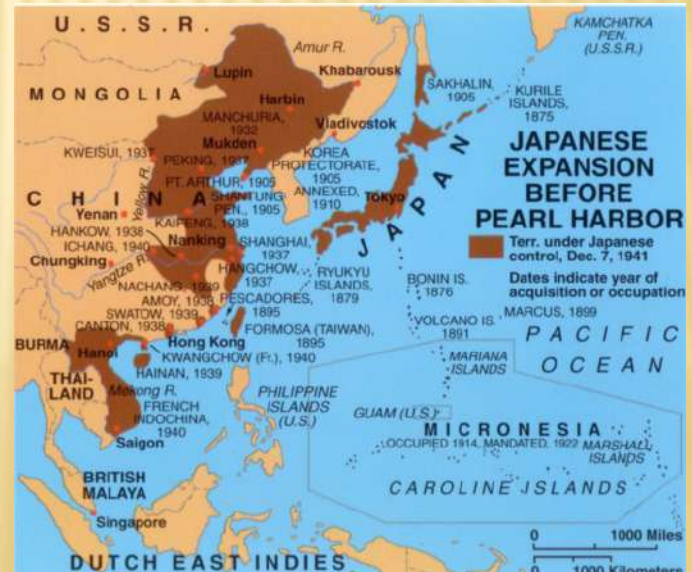 U.S.S.R.
Amur R.
KAMCHATKA
PEN.
(U.S.S.R.)
Lupin
Khabarousk
MONGOLIA
Harbin
SAKHALIN,
1905
KURILE
ISLANDS,
1875
MANCHURIA,
1932
Vladivostok
Mukden
KWEISUI, 1937
PEKING, 1937
KOREA
PROTECTORATE,
1905
ANNEXED,
1910
PT. ARTHUR, 1905
SHANTUNG
PEN., 1905
JAPAN
Tokyo
JAPANESE
EXPANSION
BEFORE
PEARL HARBOR
Terr. under Japanese
control, Dec. 7, 1941
Dates indicate year of
acquisition or occupation
CHINA
Yellow R.
Yenan
KAIFENG, 1938
HANKOW, 1938
ICHANG, 1940
Nanking
SHANGHAI,
1937
Chungking
Yangtze R.
HANGCHOW,
1937
RYUKYU
ISLANDS,
1879
BONIN IS.
1876
NACHANG, 1939
AMOY, 1938
PESCADORES,
1895
SWATOW, 1939
CANTON, 1938
FORMOSA (TAIWAN),
1895
VOLCANO IS.
1891
MARCUS, 1899
PACIFIC
OCEAN
BURMA
Hanoi
Hong Kong
KWANGCHOW (Fr.), 1940
HAINAN, 1939
MARIANA
ISLANDS
THAI-
LAND
Mekong R.
FRENCH
INDOCHINA,
1940
PHILIPPINE
ISLANDS
(U.S.)
GUAM (U.S.)
MICRONESIA
OCCUPIED 1914, MANDATED, 1922
MARSHALL
ISLANDS
Saigon
CAROLINE ISLANDS
BRITISH
MALAYA
Singapore
DUTCH EAST INDIES
0 1000 Miles
0 1000 Kilometers